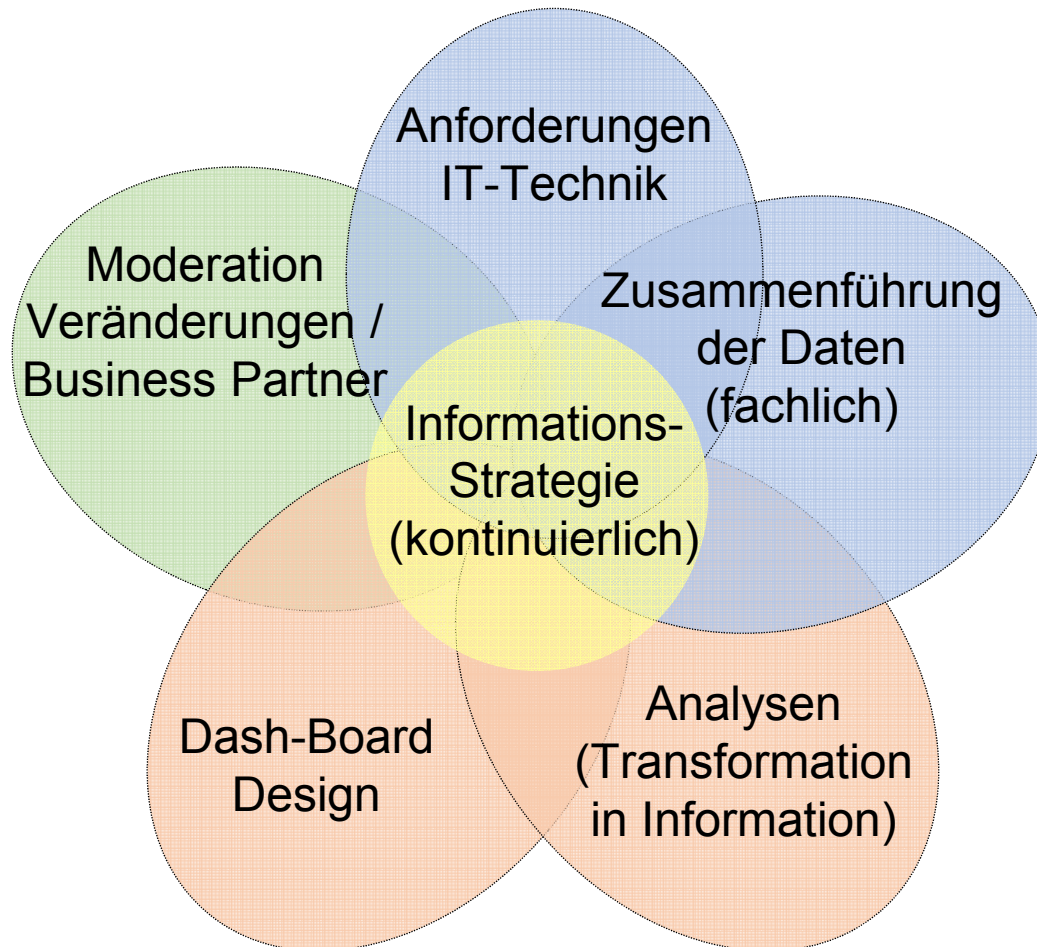 Anforderungen
IT-Technik
Moderation
Veränderungen /
Business Partner
Zusammenführung
der Daten
(fachlich)
Informations-
Strategie
(kontinuierlich)
Dash-Board
Design
Analysen
(Transformation
in Information)